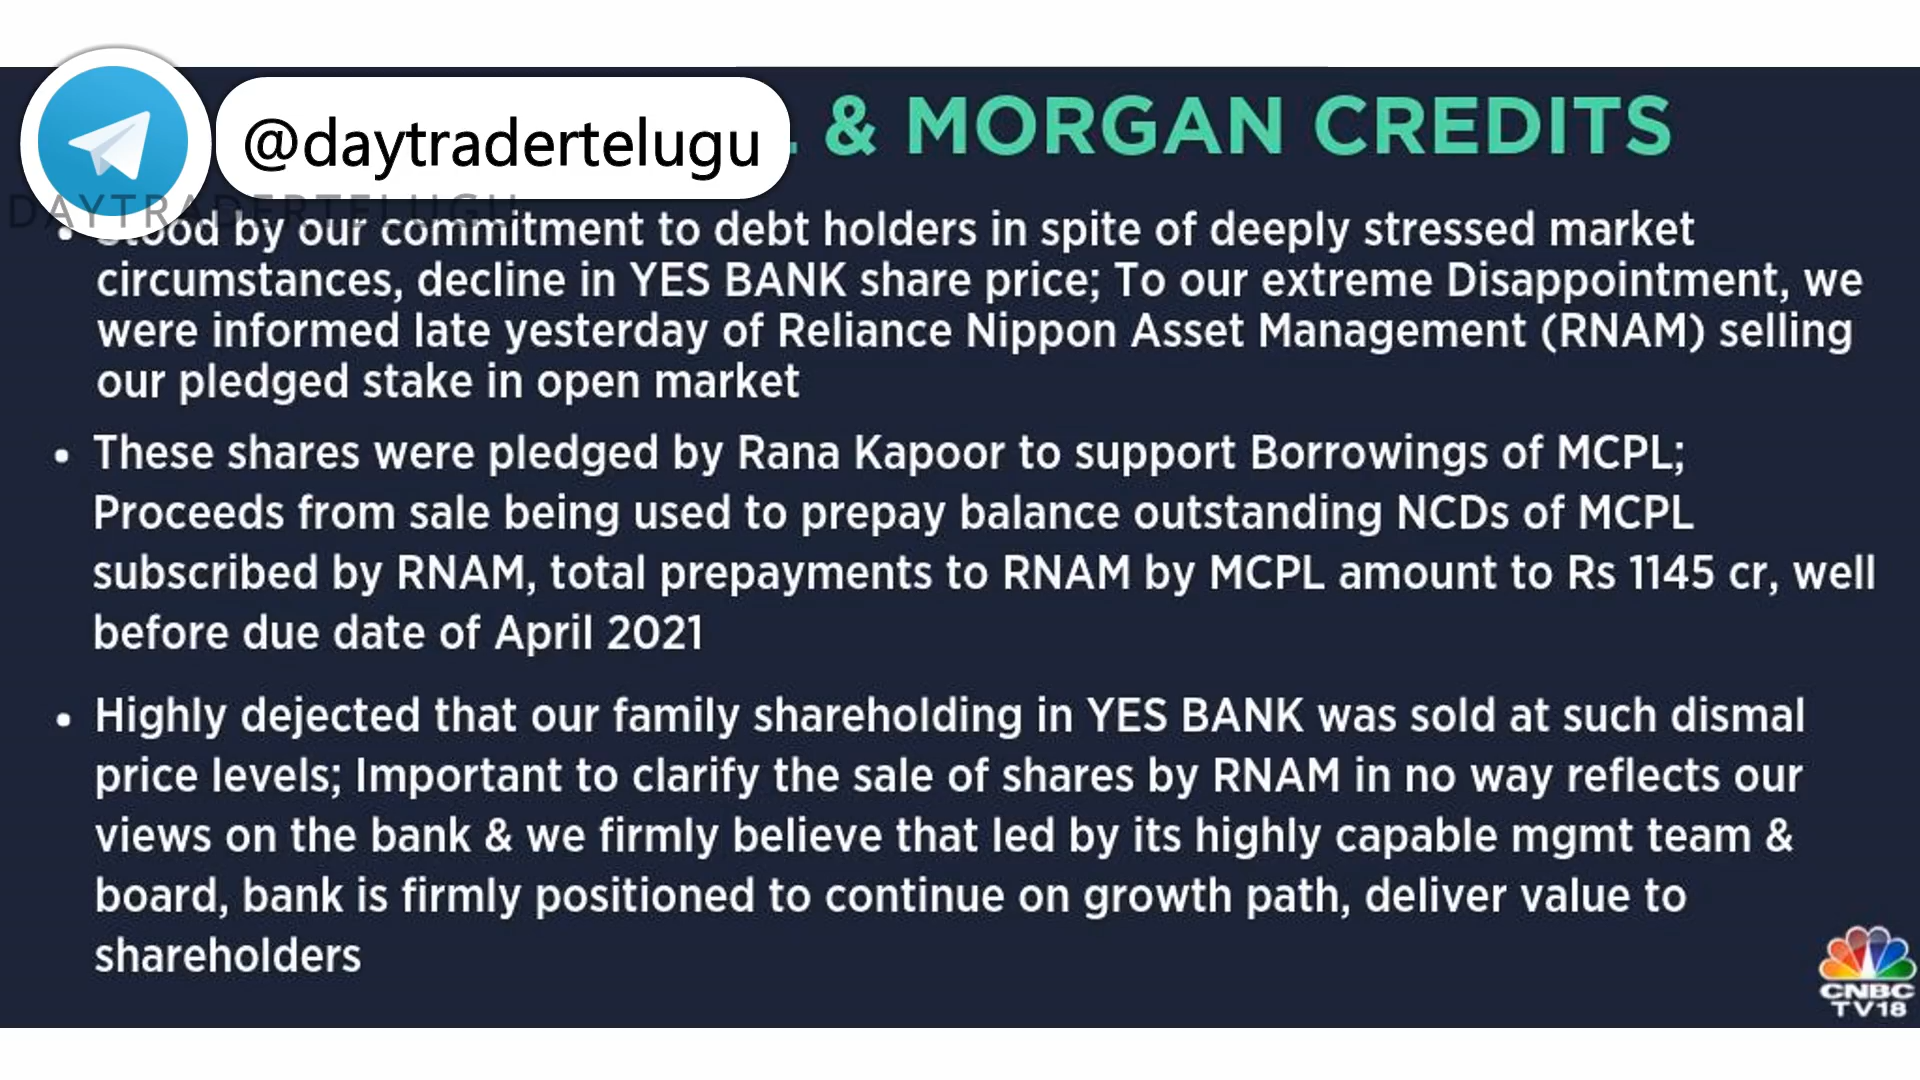 @daytradertelugu
& MORGAN CREDITS
DAYTRADERTELUGU
by our commitment to debt holders in spite of deeply stressed market
circumstances, decline in YES BANK share price; To our extreme Disappointment, we
were informed late yesterday of Reliance Nippon Asset Management (RNAM) selling
our pledged stake in open market
• These shares were pledged by Rana Kapoor to support Borrowings of MCPL;
Proceeds from sale being used to prepay balance outstanding NCDs of MCPL
subscribed by RNAM, total prepayments to RNAM by MCPL amount to Rs 1145 cr, well
before due date of April 2021
• Highly dejected that our family shareholding in YES BANK was sold at such dismal
price levels; Important to clarify the sale of shares by RNAM in no way reflects our
views on the bank & we firmly believe that led by its highly capable mgmt team &
board, bank is firmly positioned to continue on growth path, deliver value to
shareholders
CNBC
TV18